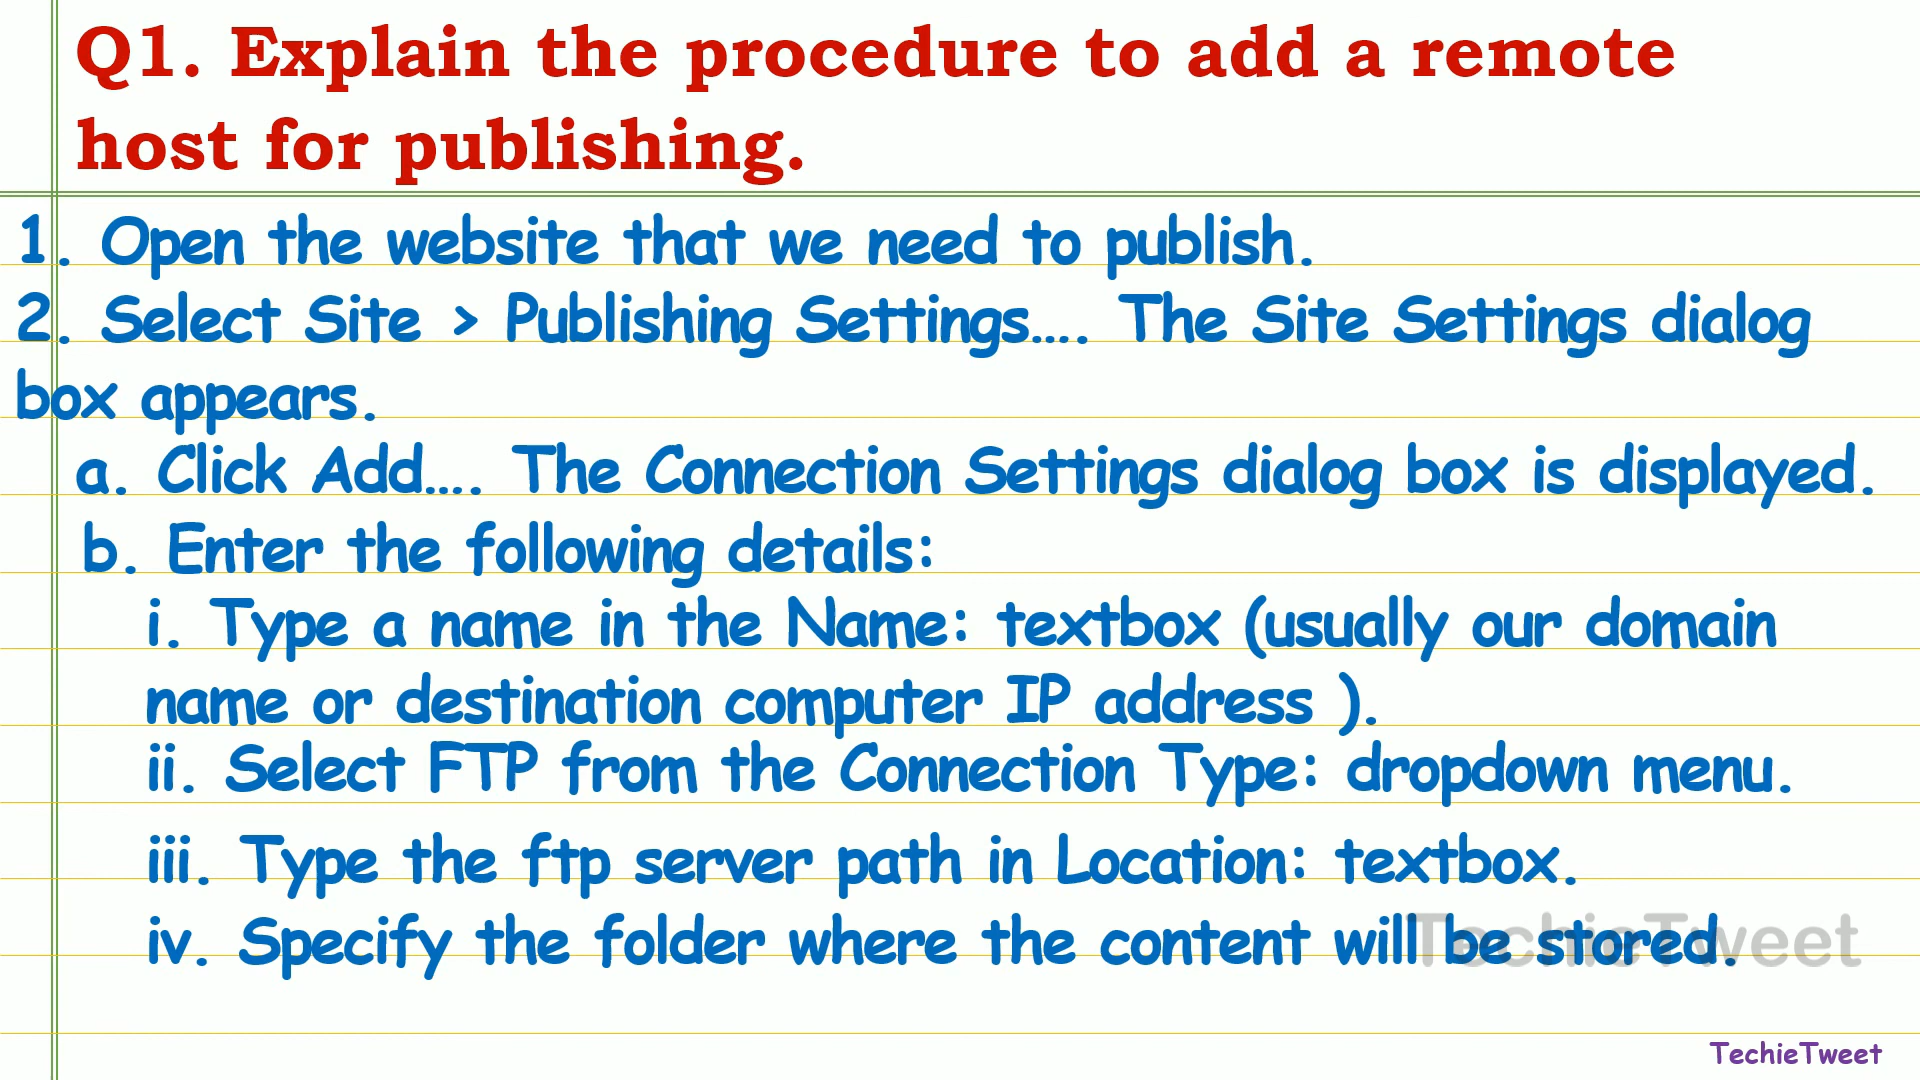 Q1. Explain the procedure to add a remote
host for publishing.
1. Open the website that we need to publish.
2. Select Site > Publishing Settings.... The Site Settings dialog
box appears.
a. Click Add.... The Connection Settings dialog box is displayed.
b. Enter the following details:
i. Type a name in the Name: textbox (usually our domain
name or destination computer IP address ).
ii. Select FTP from the Connection Type: dropdown menu.
iii. Type the ftp server path in Location: textbox.
iv. Specify the folder where the content will be stored.
TechieTweet
TechieTweet